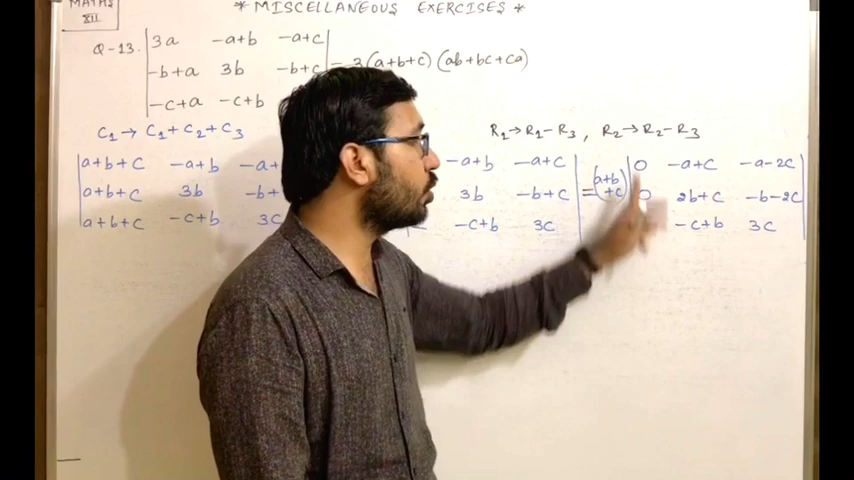 MATHS
XII
* MISCELLANEOUS EXERCISES *
Q-13. | 3a -a+b -a+c |
| -b+a 3b -b+c | 3(a+b+c)(ab+bc+ca)
| -c+a -c+b
C₁ → C₁+C₂+C₃
R₁→R₁-R₃, R₂→R₂-R₃
| a+b+c -a+b -a+
| a+b+c 3b -b+
| a+b+c -c+b 3c
-a+b -a+c |
3b -b+c |
-c+b 3c |
= (a+b+c) | 0 -a+c -a-2c |
| 0 2b+c -b-2c |
-c+b 3c |